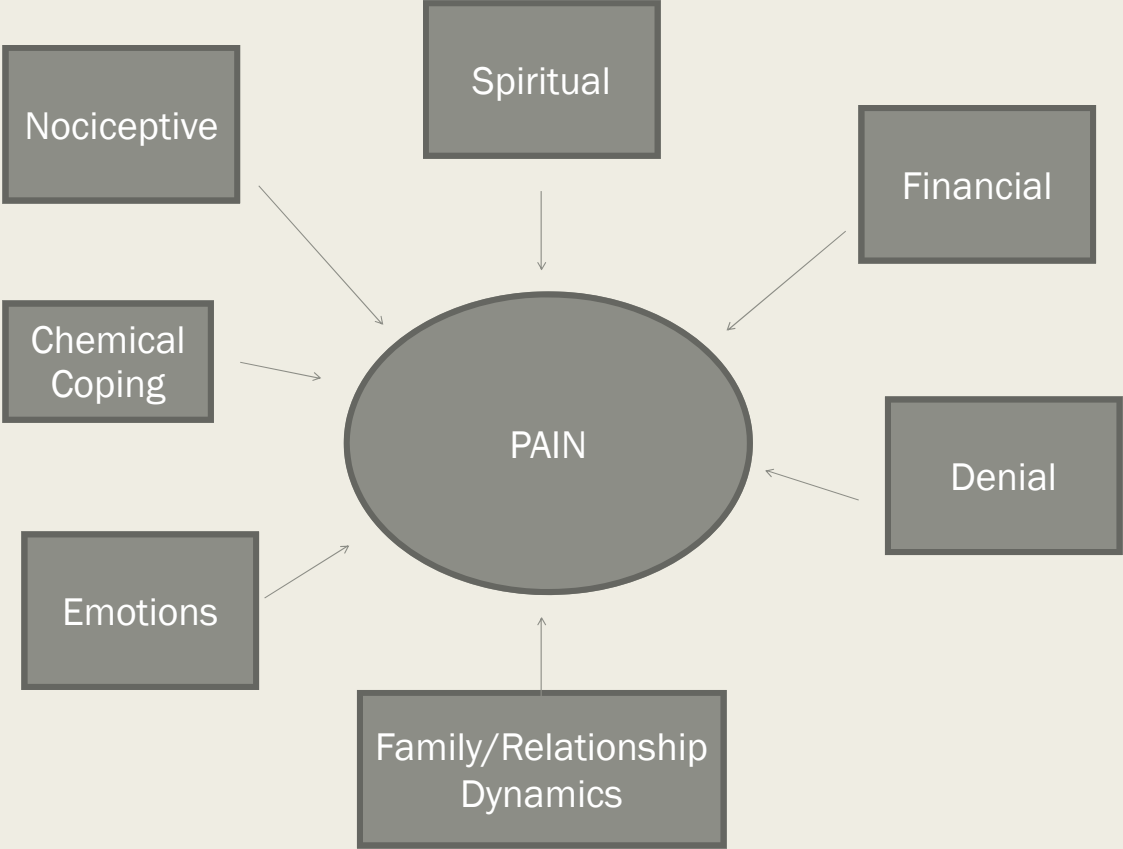 Spiritual
Nociceptive
Financial
Chemical
Coping
PAIN
Denial
Emotions
Family/Relationship
Dynamics